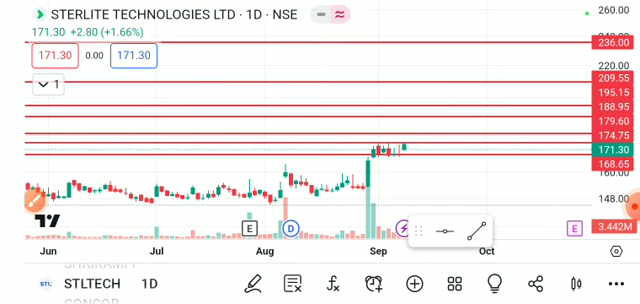 STERLITE TECHNOLOGIES LTD · 1D · NSE
171.30 +2.80 (+1.66%)
171.30 0.00 171.30
1
260.00
236.00
220.00
209.55
195.15
188.95
179.60
174.75
171.30
168.65
160.00
148.00
3.442M
E D E
Jun Jul Aug Sep Oct
STL STLTECH 1D